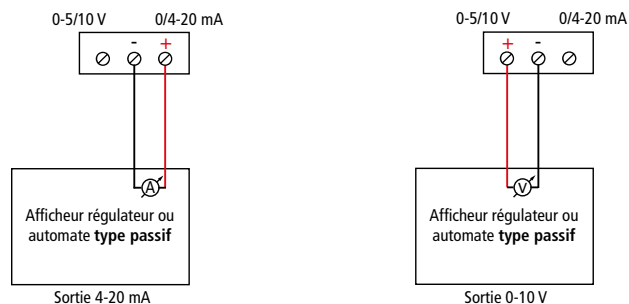 0-5/10 V 0/4-20 mA
- +
A
Afficheur régulateur ou
automate type passif
Sortie 4-20 mA
0-5/10 V 0/4-20 mA
+ -
V
Afficheur régulateur ou
automate type passif
Sortie 0-10 V